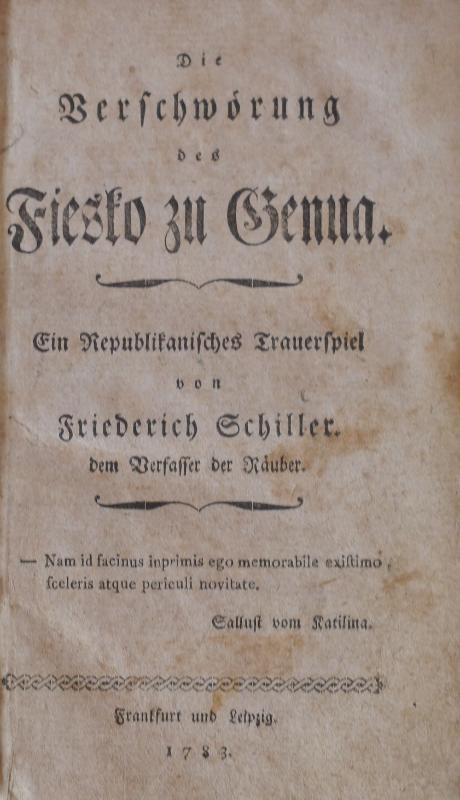 Die
Verschwörung
des
Fiesko zu Genua.
Ein Republikanisches Trauerspiel
von
Friederich Schiller.
dem Verfasser der Räuber.
— Nam id facinus inprimis ego memorabile existimo,
sceleris atque periculi novitate.
Sallust vom Katilina.
Frankfurt und Leipzig.
1783.